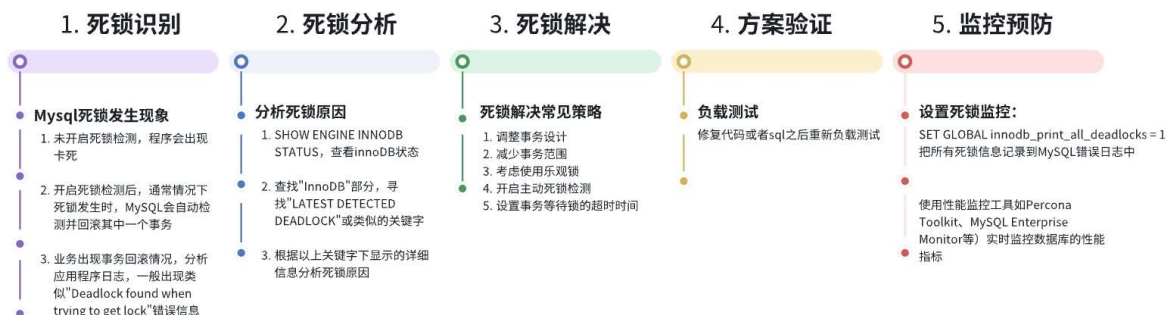 1. 死锁识别
Mysql死锁发生现象
1. 未开启死锁检测，程序会出现
卡死
2. 开启死锁检测后，通常情况下
死锁发生时，MySQL会自动检
测并回滚其中一个事务
3. 业务出现事务回滚情况，分析
应用程序日志，一般出现类
似"Deadlock found when
trying to get lock"错误信息
2. 死锁分析
分析死锁原因
1. SHOW ENGINE INNODB
STATUS，查看innoDB状态
2. 查找"InnoDB"部分，寻
找"LATEST DETECTED
DEADLOCK"或类似的关键字
3. 根据以上关键字下显示的详细
信息分析死锁原因
3. 死锁解决
死锁解决常见策略
1. 调整事务设计
2. 减少事务范围
3. 考虑使用乐观锁
4. 开启主动死锁检测
5. 设置事务等待锁的超时时间
4. 方案验证
负载测试
修复代码或者sql之后重新负载测试
5. 监控预防
设置死锁监控：
SET GLOBAL innodb_print_all_deadlocks = 1
把所有死锁信息记录到MySQL错误日志中
使用性能监控工具如Percona
Toolkit、MySQL Enterprise
Monitor等）实时监控数据库的性能
指标